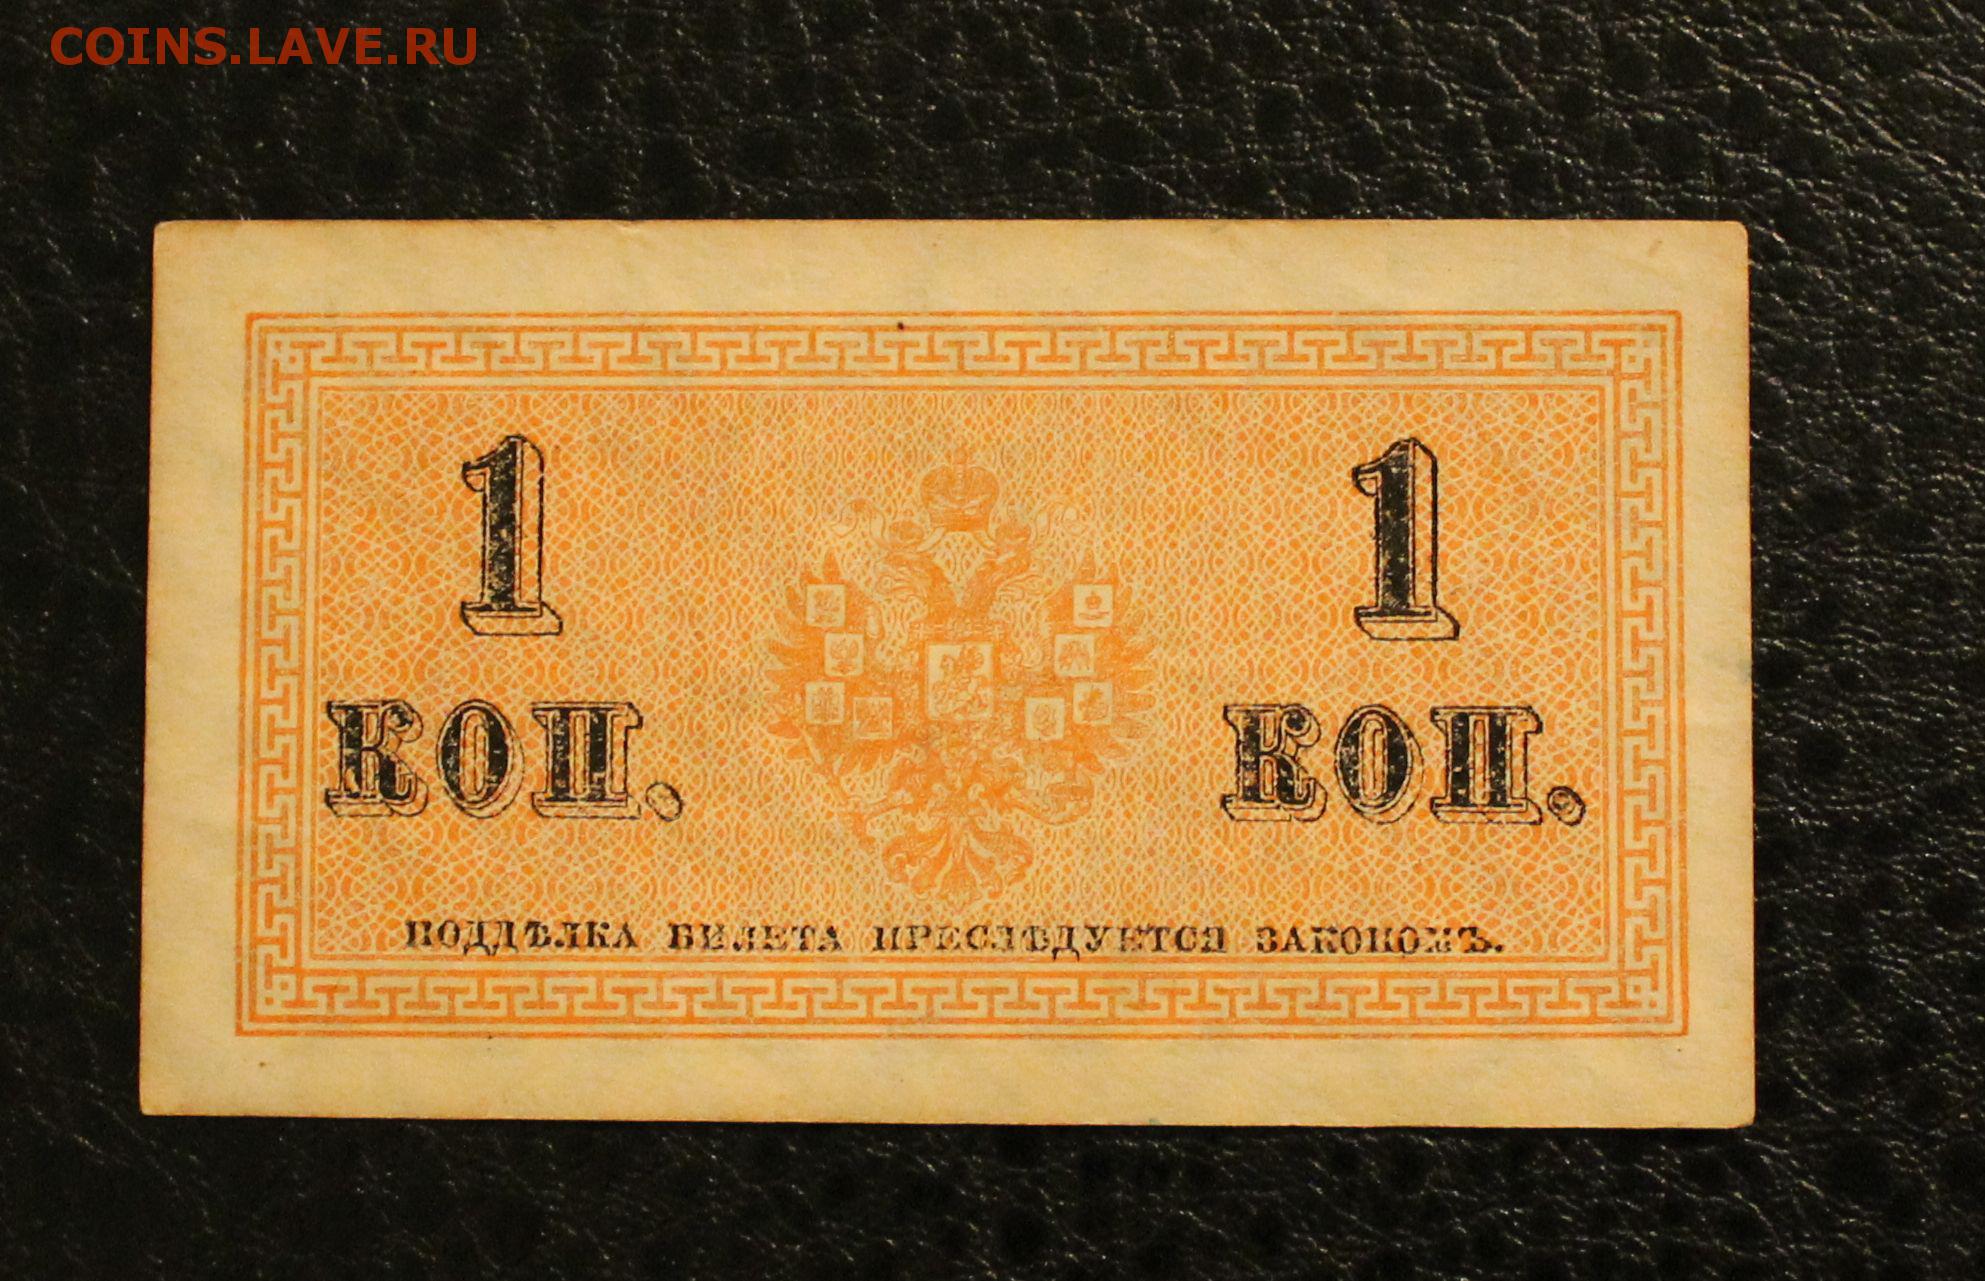 COINS.LAVE.RU
1 1
КОП. КОП.
ПОДДѢЛКА БИЛЕТА ПРЕСЛѢДУЕТСЯ ЗАКОНОМЪ.